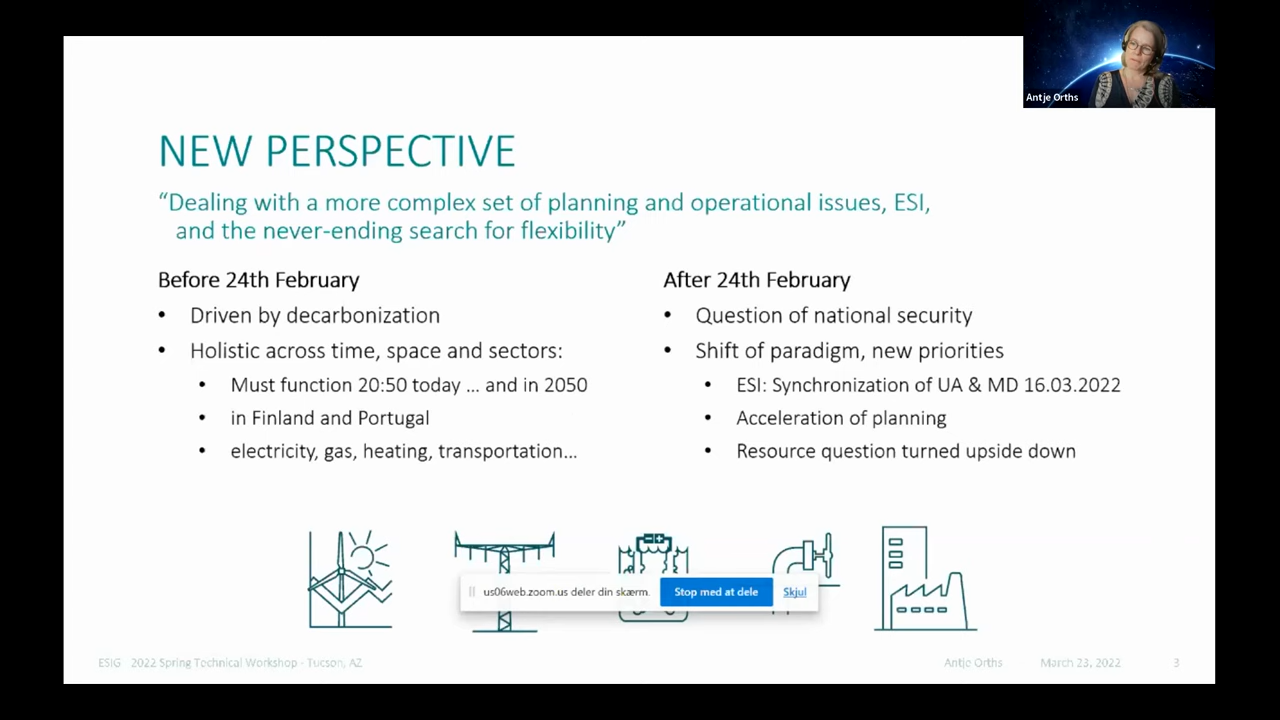 Antje Orths
NEW PERSPECTIVE
“Dealing with a more complex set of planning and operational issues, ESI,
and the never-ending search for flexibility”
Before 24th February
• Driven by decarbonization
• Holistic across time, space and sectors:
• Must function 20:50 today ... and in 2050
• in Finland and Portugal
• electricity, gas, heating, transportation...
After 24th February
• Question of national security
• Shift of paradigm, new priorities
• ESI: Synchronization of UA & MD 16.03.2022
• Acceleration of planning
• Resource question turned upside down
us06web.zoom.us deler din skærm. Stop med at dele Skjul
ESIG 2022 Spring Technical Workshop - Tucson, AZ Antje Orths March 23, 2022 3